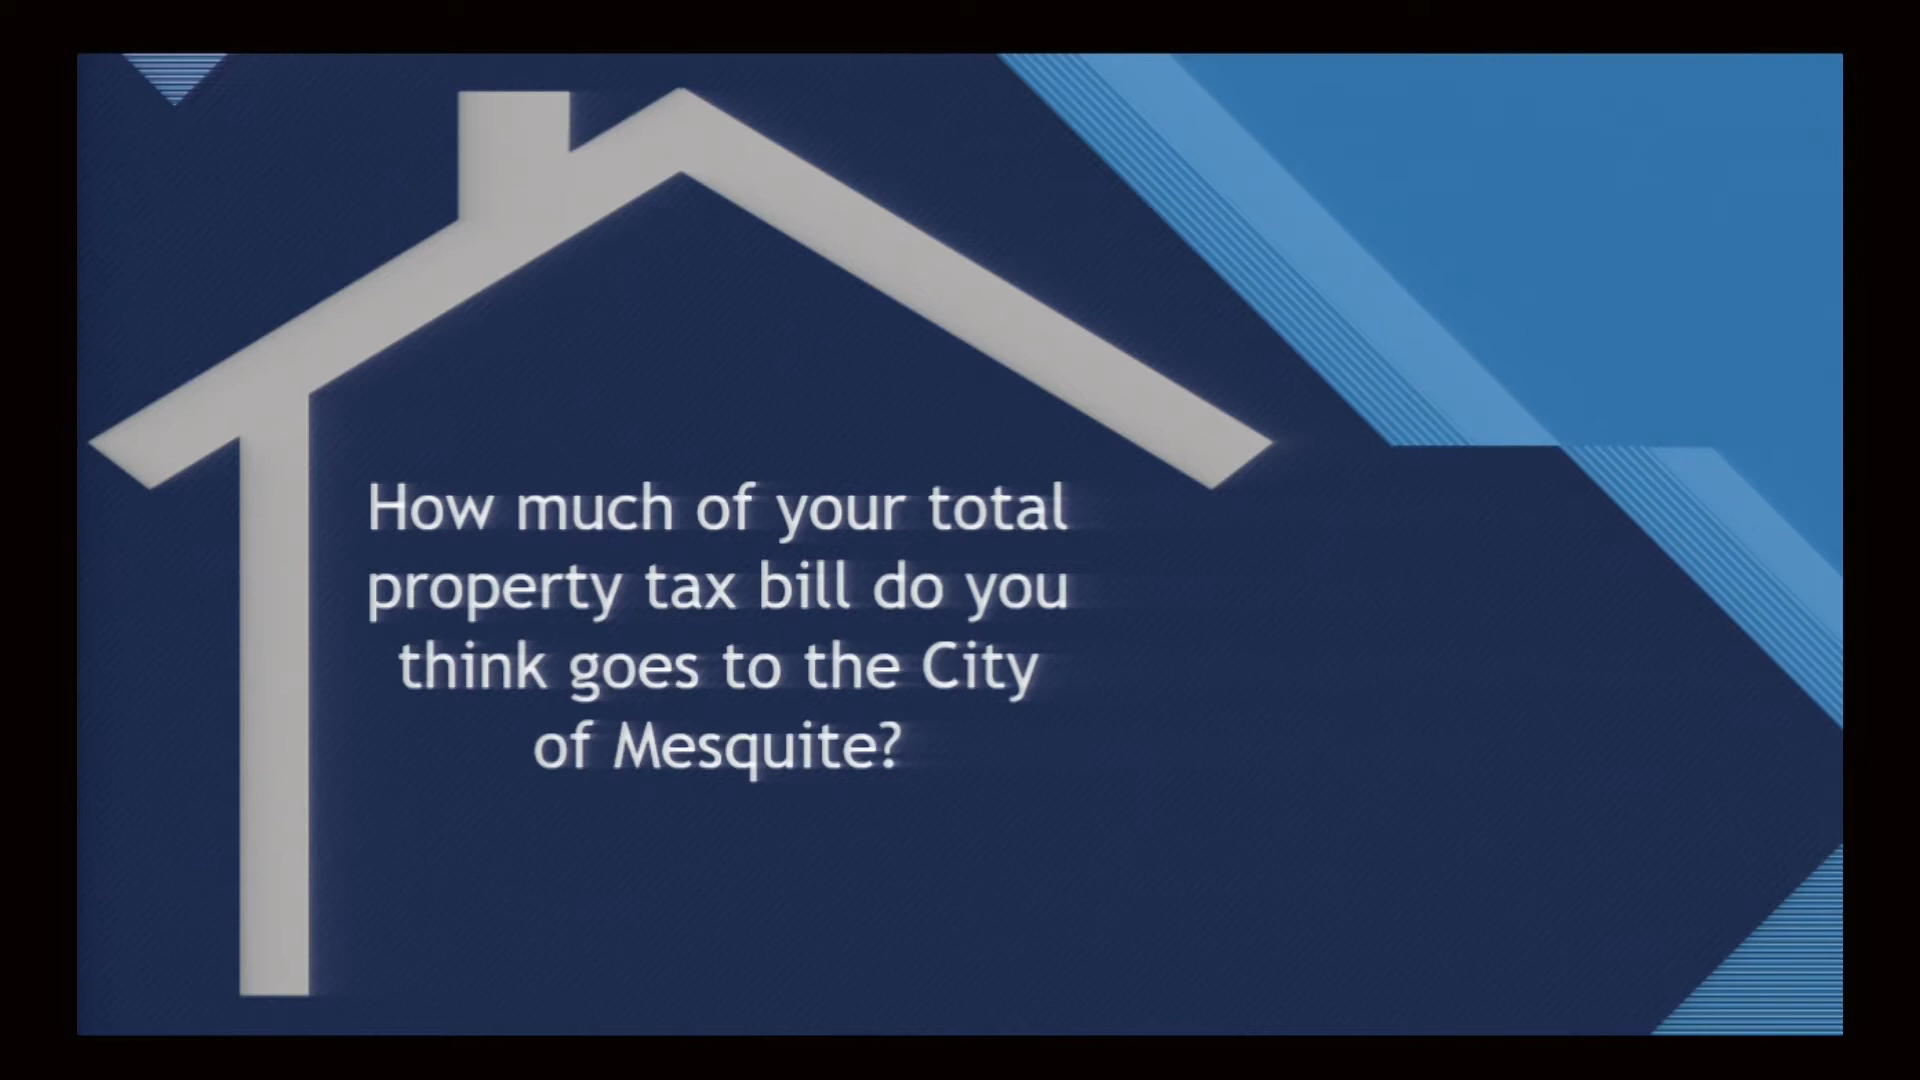 How much of your total
property tax bill do you
think goes to the City
of Mesquite?